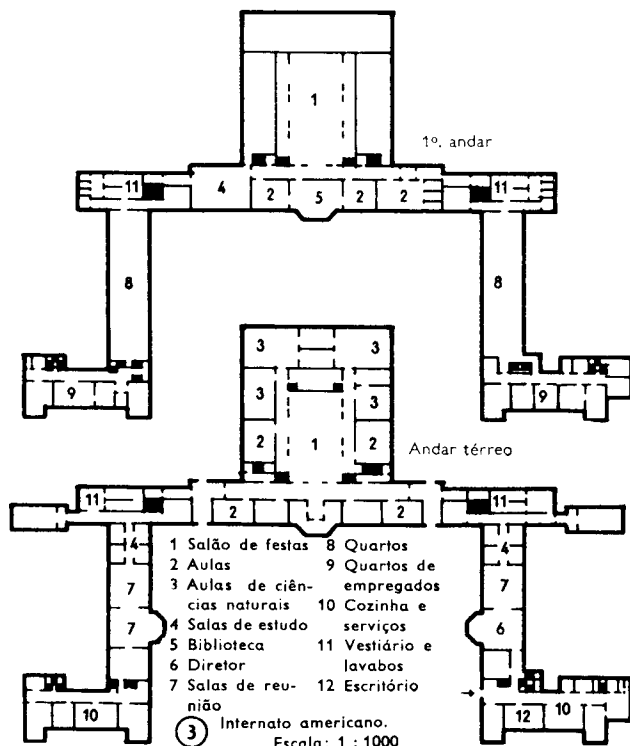 1
1º. andar
11 4 2 5 2 2 11
8 8
9 9
3 3
3 3
2 1 2
Andar térreo
11 2 2 11
4 4
7 7
7 6
10 12 10
1 Salão de festas
2 Aulas
3 Aulas de ciên-
cias naturais
4 Salas de estudo
5 Biblioteca
6 Diretor
7 Salas de reu-
nião
8 Quartos
9 Quartos de
empregados
10 Cozinha e
serviços
11 Vestiário e
lavabos
12 Escritório
3 Internato americano.
Escala: 1 : 1000